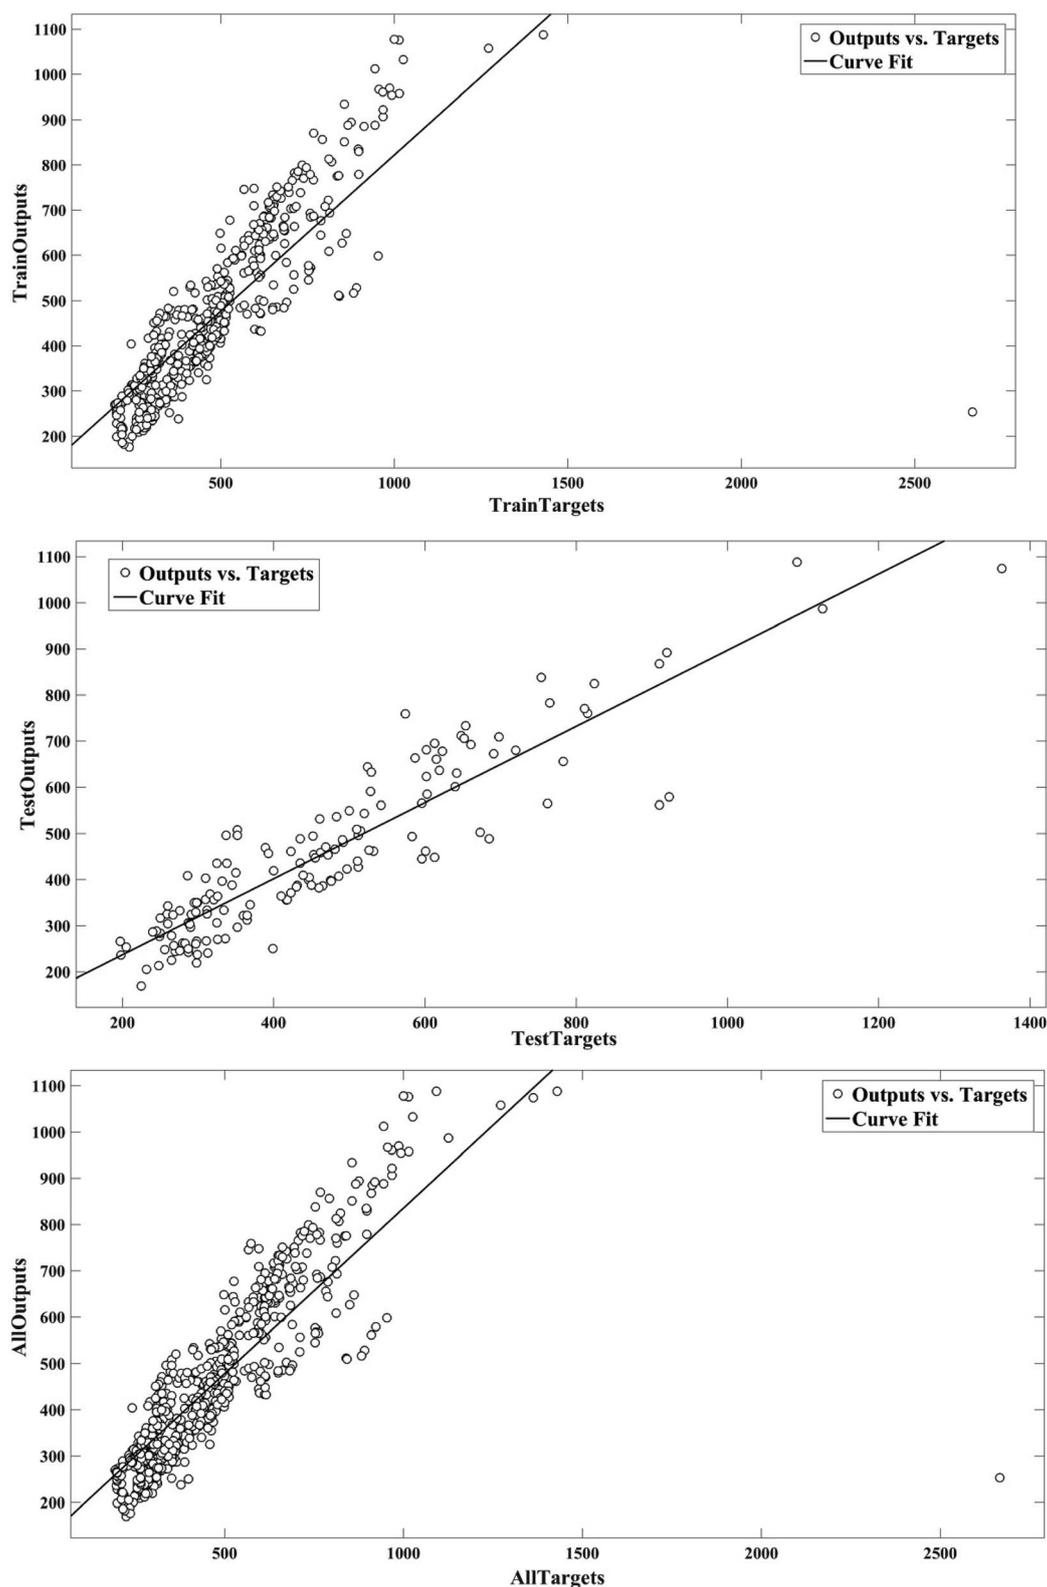 1100
Outputs vs. Targets
1000
Curve Fit
900
800
700
600
500
400
300
200
TrainOutputs
500 1000 1500 2000 2500
TrainTargets
1100
Outputs vs. Targets
1000
Curve Fit
900
800
700
600
500
400
300
200
TestOutputs
200 400 600 800 1000 1200 1400
TestTargets
1100
Outputs vs. Targets
1000
Curve Fit
900
800
700
600
500
400
300
200
AllOutputs
500 1000 1500 2000 2500
AllTargets